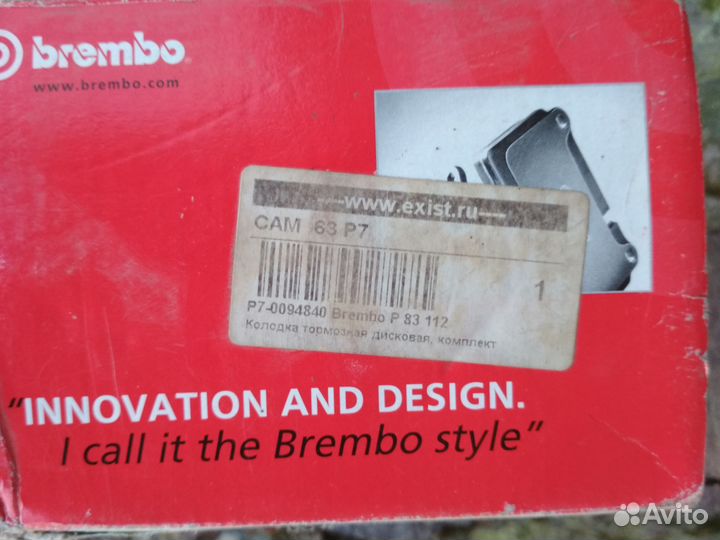 brembo
www.brembo.com
----www.exist.ru----
САМ 63 P7
1
P7-0094840 Brembo P 83 112
Колодка тормозная дисковая, комплект
"INNOVATION AND DESIGN.
I call it the Brembo style"
Avito